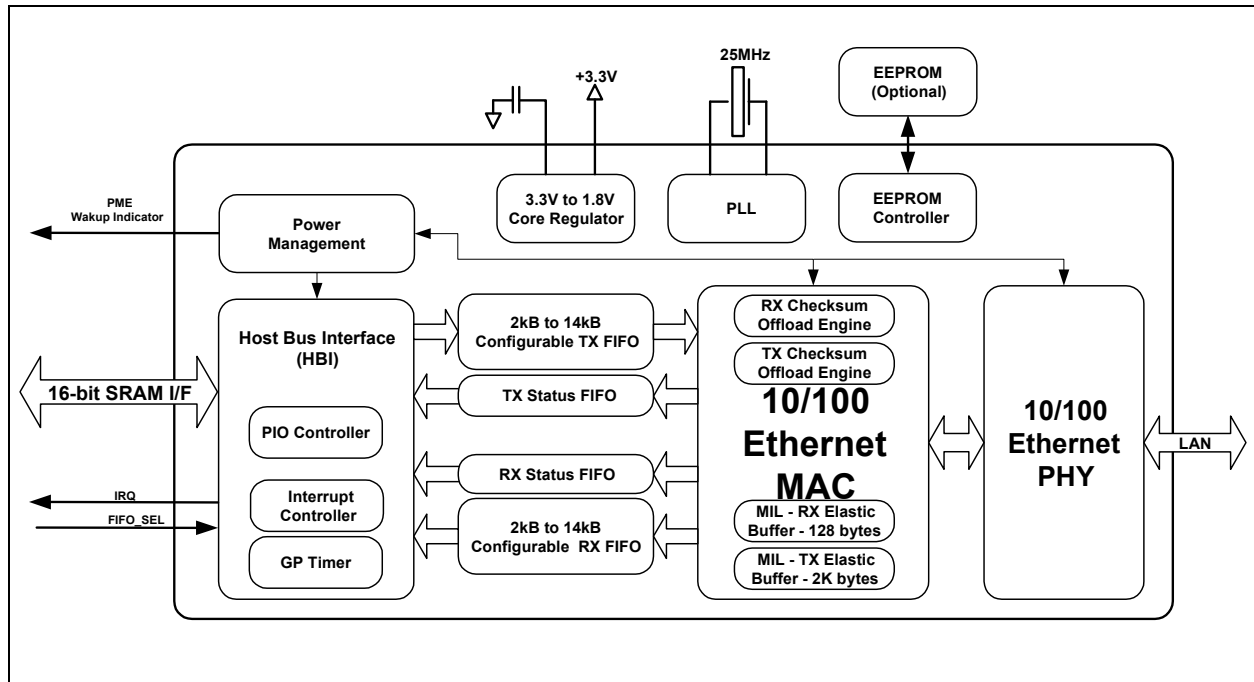 25MHz
+3.3V
EEPROM
(Optional)
3.3V to 1.8V
Core Regulator
PLL
EEPROM
Controller
PME
Wakup Indicator
Power
Management
Host Bus Interface
(HBI)
2kB to 14kB
Configurable TX FIFO
RX Checksum
Offload Engine
TX Checksum
Offload Engine
16-bit SRAM I/F
TX Status FIFO
10/100
Ethernet
MAC
10/100
Ethernet
PHY
LAN
PIO Controller
RX Status FIFO
IRQ
FIFO_SEL
Interrupt
Controller
2kB to 14kB
Configurable RX FIFO
MIL - RX Elastic
Buffer - 128 bytes
GP Timer
MIL - TX Elastic
Buffer - 2K bytes